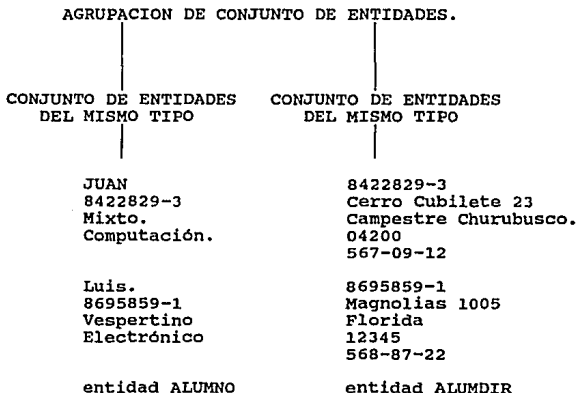 AGRUPACION DE CONJUNTO DE ENTIDADES.
CONJUNTO DE ENTIDADES
DEL MISMO TIPO
CONJUNTO DE ENTIDADES
DEL MISMO TIPO
JUAN
8422829-3
Mixto.
Computación.
Luis.
8695859-1
Vespertino
Electrónico
entidad ALUMNO
8422829-3
Cerro Cubilete 23
Campestre Churubusco.
04200
567-09-12
8695859-1
Magnolias 1005
Florida
12345
568-87-22
entidad ALUMDIR